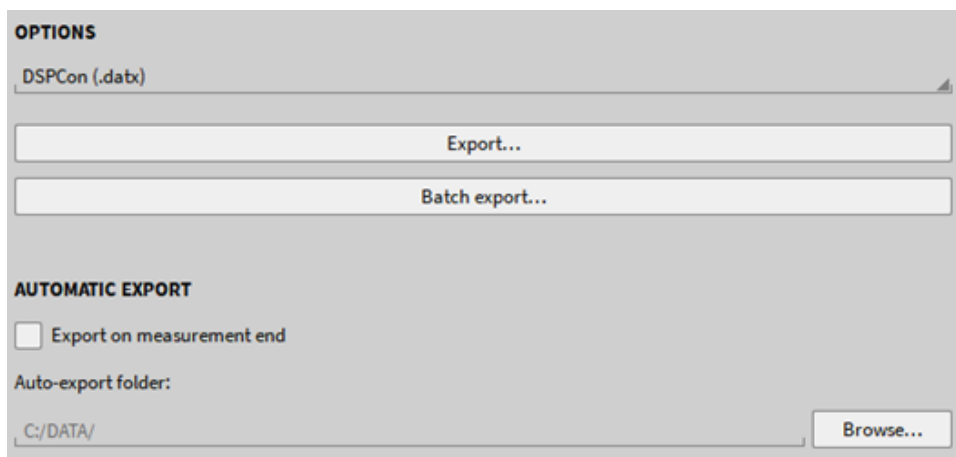 OPTIONS
DSPCon (.datx)
Export...
Batch export...
AUTOMATIC EXPORT
Export on measurement end
Auto-export folder:
C:/DATA/
Browse...